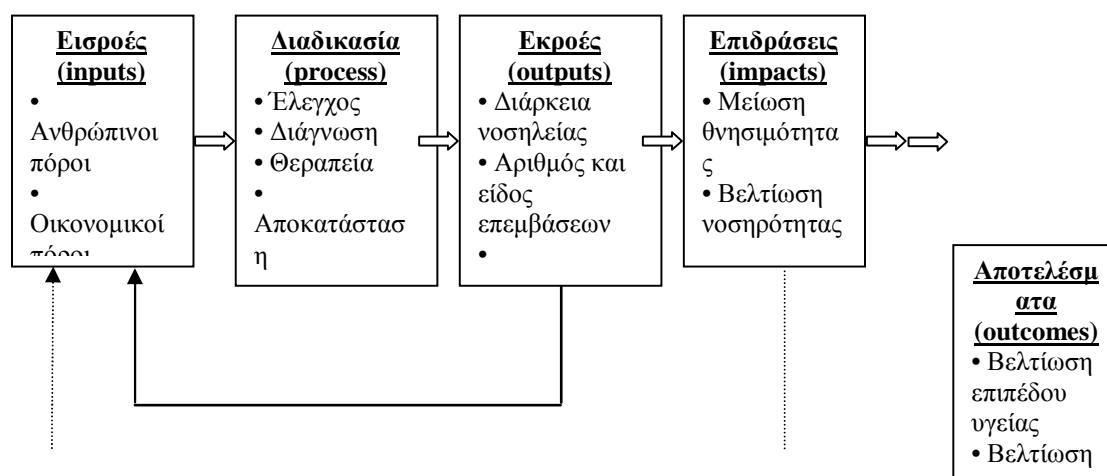 Εισροές
(inputs)
•
Ανθρώπινοι
πόροι
•
Οικονομικοί
πόροι
Διαδικασία
(process)
• Έλεγχος
• Διάγνωση
• Θεραπεία
•
Αποκατάστασ
η
Εκροές
(outputs)
• Διάρκεια
νοσηλείας
• Αριθμός και
είδος
επεμβάσεων
•
Επιδράσεις
(impacts)
• Μείωση
θνησιμότητα
ς
• Βελτίωση
νοσηρότητας
Αποτελέσμ
ατα
(outcomes)
• Βελτίωση
επιπέδου
υγείας
• Βελτίωση